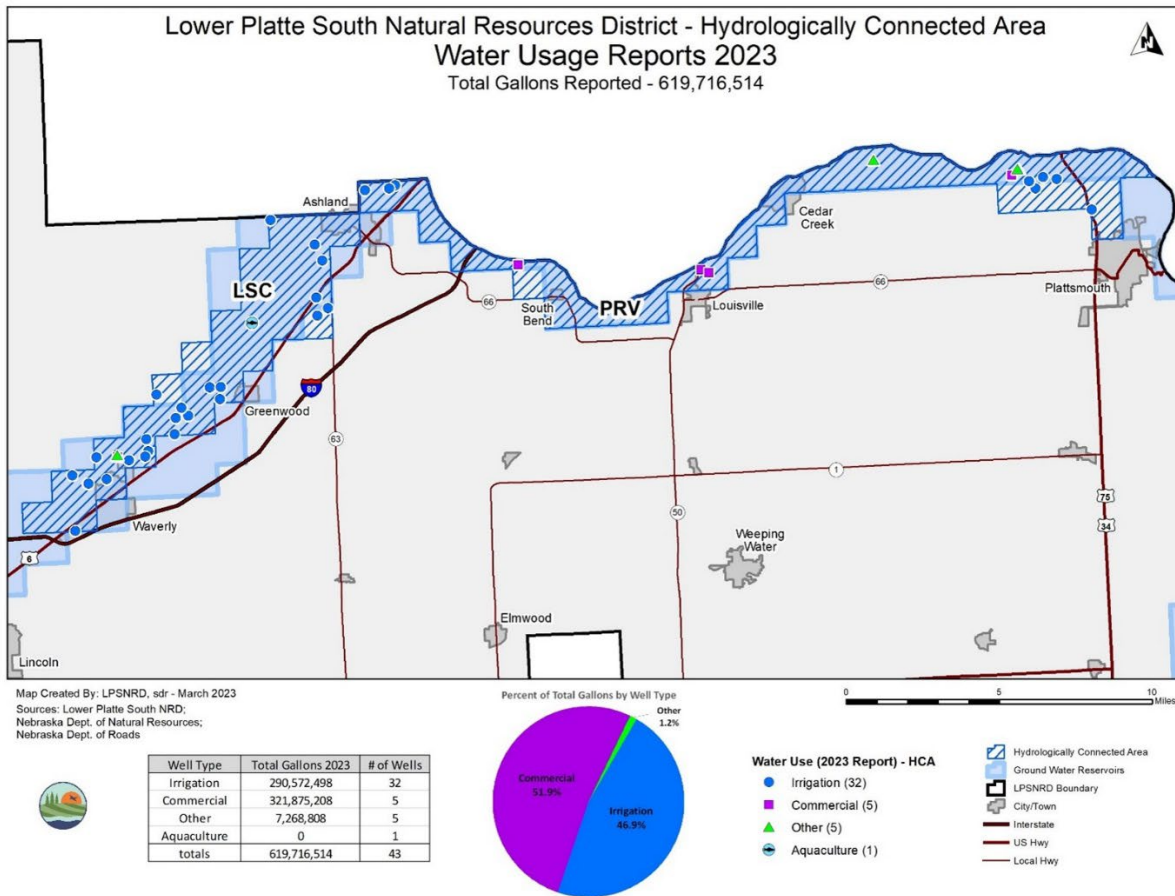 Lower Platte South Natural Resources District - Hydrologically Connected Area
Water Usage Reports 2023
Total Gallons Reported - 619,716,514
N
Ashland
Cedar
Creek
LSC
PRV
Plattsmouth
66
South
Bend
66
Louisville
80
Greenwood
63
1
75
34
50
Waverly
6
Weeping
Water
Elmwood
Lincoln
Map Created By: LPSNRD, sdr - March 2023
Sources: Lower Platte South NRD;
Nebraska Dept. of Natural Resources;
Nebraska Dept. of Roads
Well Type Total Gallons 2023 # of Wells
Irrigation 290,572,498 32
Commercial 321,875,208 5
Other 7,268,808 5
Aquaculture 0 1
totals 619,716,514 43
Percent of Total Gallons by Well Type
Other
1.2%
Commercial
51.9%
Irrigation
46.9%
0 5 10
Miles
Water Use (2023 Report) - HCA
Irrigation (32)
Commercial (5)
Other (5)
Aquaculture (1)
Hydrologically Connected Area
Ground Water Reservoirs
LPSNRD Boundary
City/Town
Interstate
US Hwy
Local Hwy